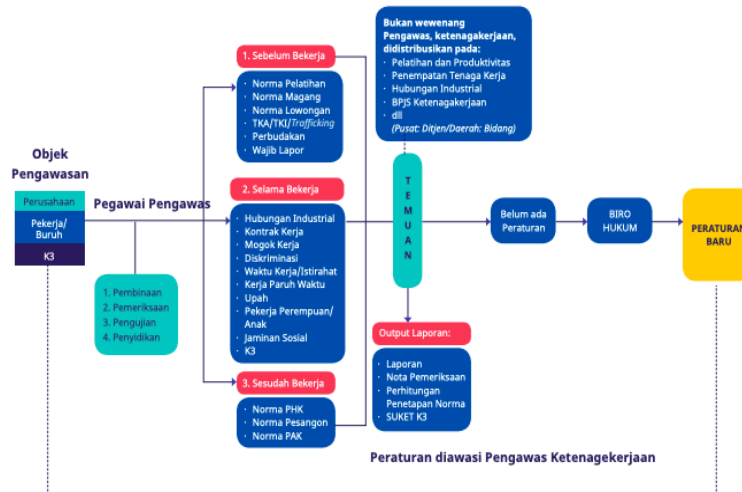 Objek
Pengawasan
Perusahaan
Pekerja/
Buruh
K3
Pegawai Pengawas
1. Pembinaan
2. Pemeriksaan
3. Pengujian
4. Penyidikan
1. Sebelum Bekerja
· Norma Pelatihan
· Norma Magang
· Norma Lowongan
· TKA/TKI/Trafficking
· Perbudakan
· Wajib Lapor
2. Selama Bekerja
· Hubungan Industrial
· Kontrak Kerja
· Mogok Kerja
· Diskriminasi
· Waktu Kerja/Istirahat
· Kerja Paruh Waktu
· Upah
· Pekerja Perempuan/
Anak
· Jaminan Sosial
· K3
3. Sesudah Bekerja
· Norma PHK
· Norma Pesangon
· Norma PAK
Bukan wewenang
Pengawas, ketenagakerjaan,
didistribusikan pada:
· Pelatihan dan Produktivitas
· Penempatan Tenaga Kerja
· Hubungan Industrial
· BPJS Ketenagakerjaan
· dll
(Pusat: Ditjen/Daerah: Bidang)
T
E
M
U
A
N
Output Laporan:
· Laporan
· Nota Pemeriksaan
· Perhitungan
Penetapan Norma
· SUKET K3
Belum ada
Peraturan
BIRO
HUKUM
PERATURAN
BARU
Peraturan diawasi Pengawas Ketenagekerjaan